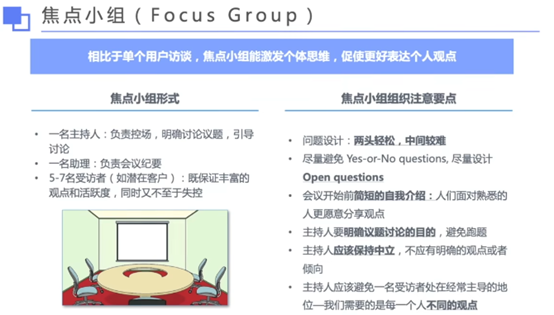 焦点小组（Focus Group）
相比于单个用户访谈，焦点小组能激发个体思维，促使更好表达个人观点
焦点小组形式
• 一名主持人：负责控场，明确讨论议题，引导
讨论
• 一名助理：负责会议纪要
• 5-7名受访者（如潜在客户）：既保证丰富的
观点和活跃度，同时又不至于失控
焦点小组组织注意要点
• 问题设计：两头轻松，中间较难
• 尽量避免 Yes-or-No questions, 尽量设计
Open questions
• 会议开始前简短的自我介绍：人们面对熟悉的
人更愿意分享观点
• 主持人要明确议题讨论的目的，避免跑题
• 主持人应该保持中立，不应有明确的观点或者
倾向
• 主持人应该避免一名受访者处在经常主导的地
位—我们需要的是每一个人不同的观点